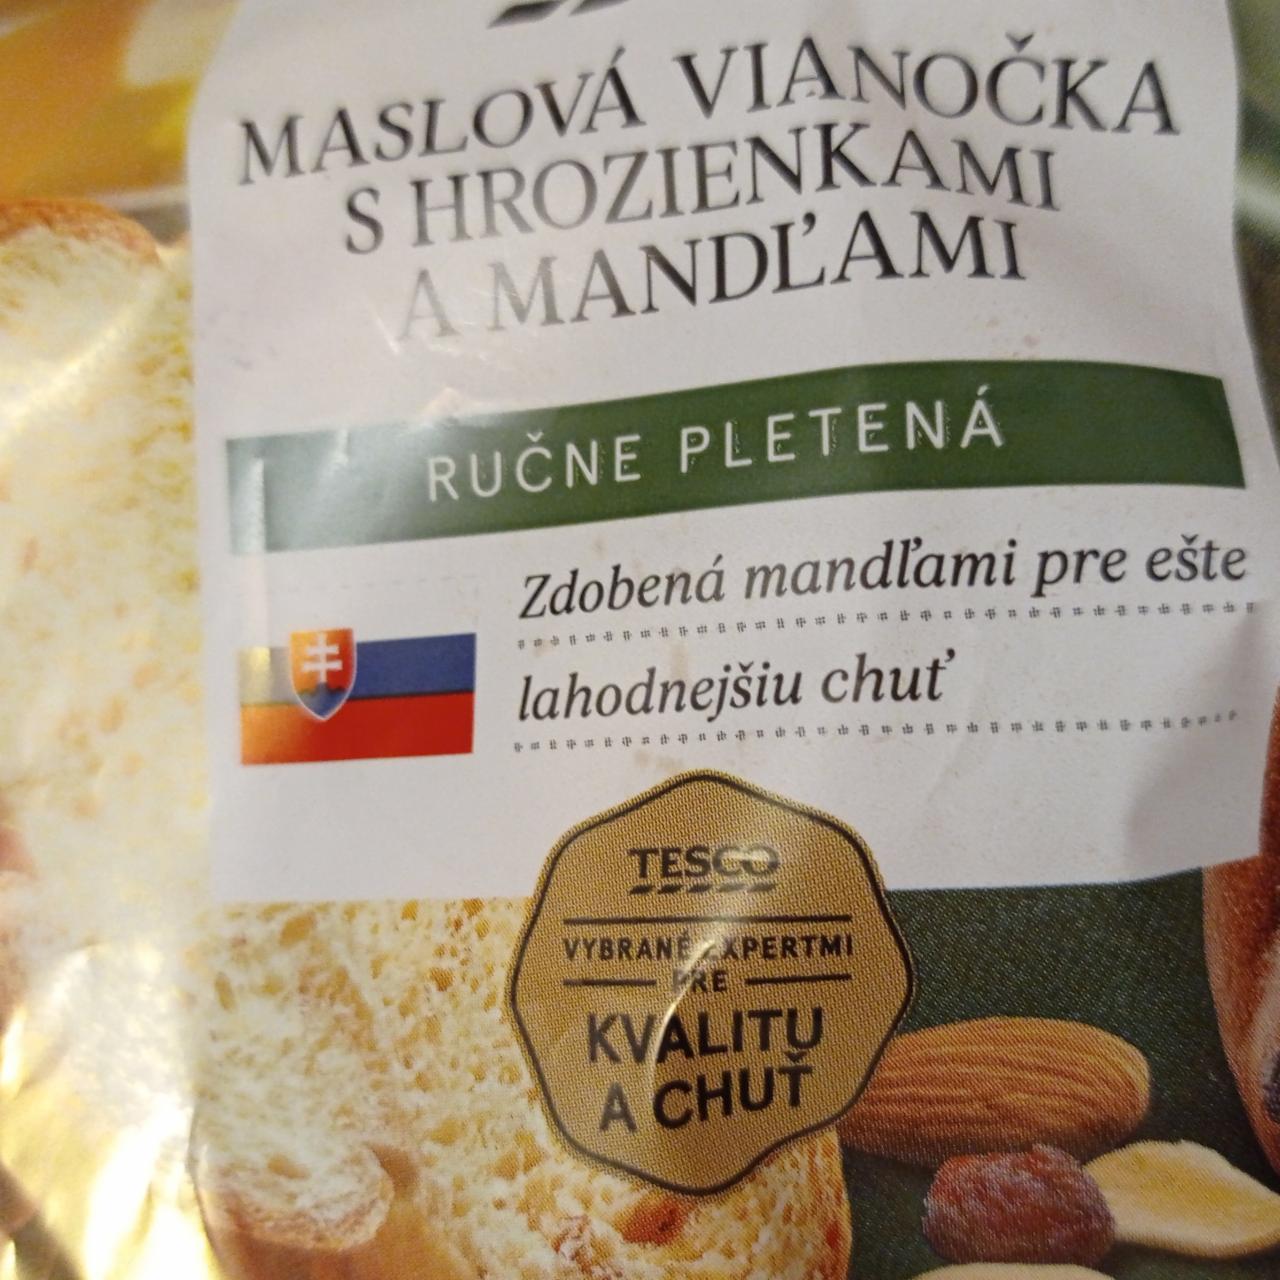 MASLOVÁ VIANOČKA
S HROZIENKAMI
A MANDĽAMI
RUČNE PLETENÁ
Zdobená mandľami pre ešte
lahodnejšiu chuť
TESCO
VYBRANÉ EXPERTMI
PRE
KVALITU
A CHUŤ